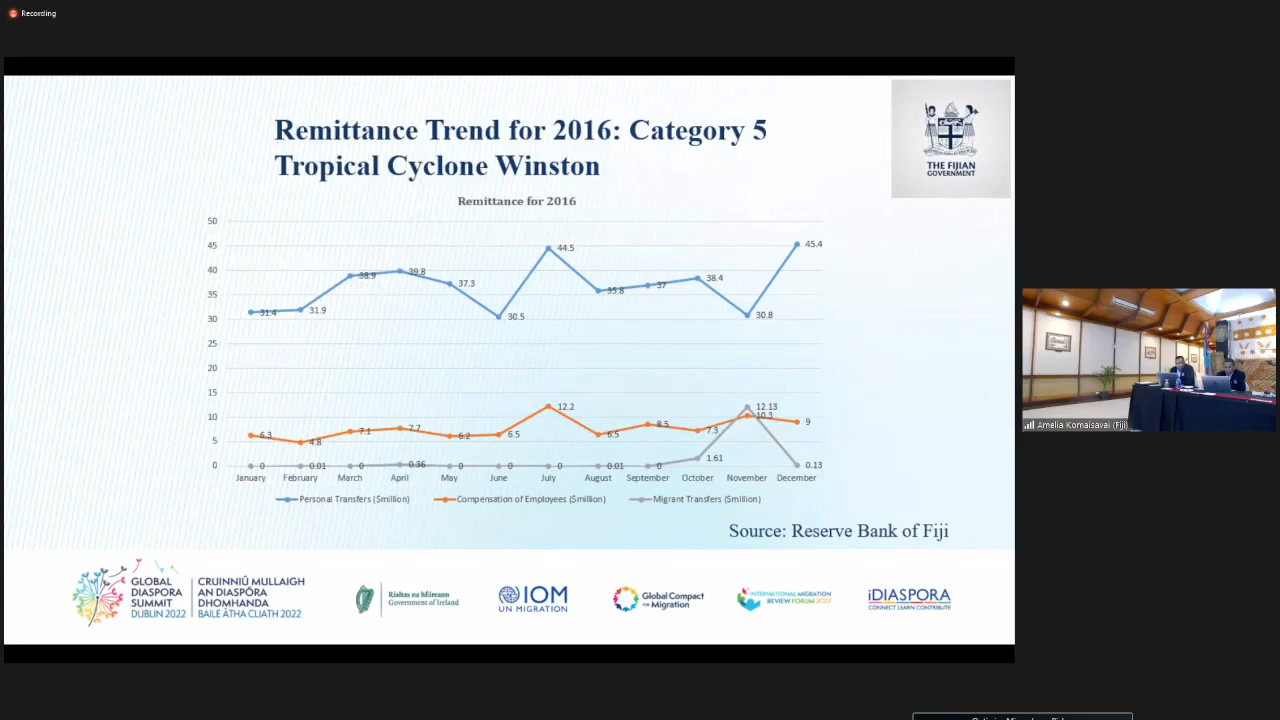 Recording
Remittance Trend for 2016: Category 5
Tropical Cyclone Winston
THE FIJIAN
GOVERNMENT
Remittance for 2016
50
45
40
35
30
25
20
15
10
5
0
31.4
31.9
38.9
39.8
37.3
30.5
44.5
35.8
37
38.4
30.8
45.4
6.3
4.8
7.1
7.7
6.2
6.5
12.2
6.5
8.5
7.3
10.3
9
0
0.01
0
0.36
0
0
0
0.01
0
1.61
12.13
0.13
January February March April May June July August September October November December
Personal Transfers ($million) Compensation of Employees ($million) Migrant Transfers ($million)
Source: Reserve Bank of Fiji
Amelia Komaisavai (Fiji)
GLOBAL
DIASPORA
SUMMIT
DUBLIN 2022
CRUINNIÚ MULLAIGH
AN DIASPÓRA
DHOMHANDA
BAILE ÁTHA CLIATH 2022
Rialtas na hÉireann
Government of Ireland
IOM
UN MIGRATION
Global Compact
for Migration
INTERNATIONAL MIGRATION
REVIEW FORUM 2022
iDIASPORA
CONNECT LEARN CONTRIBUTE